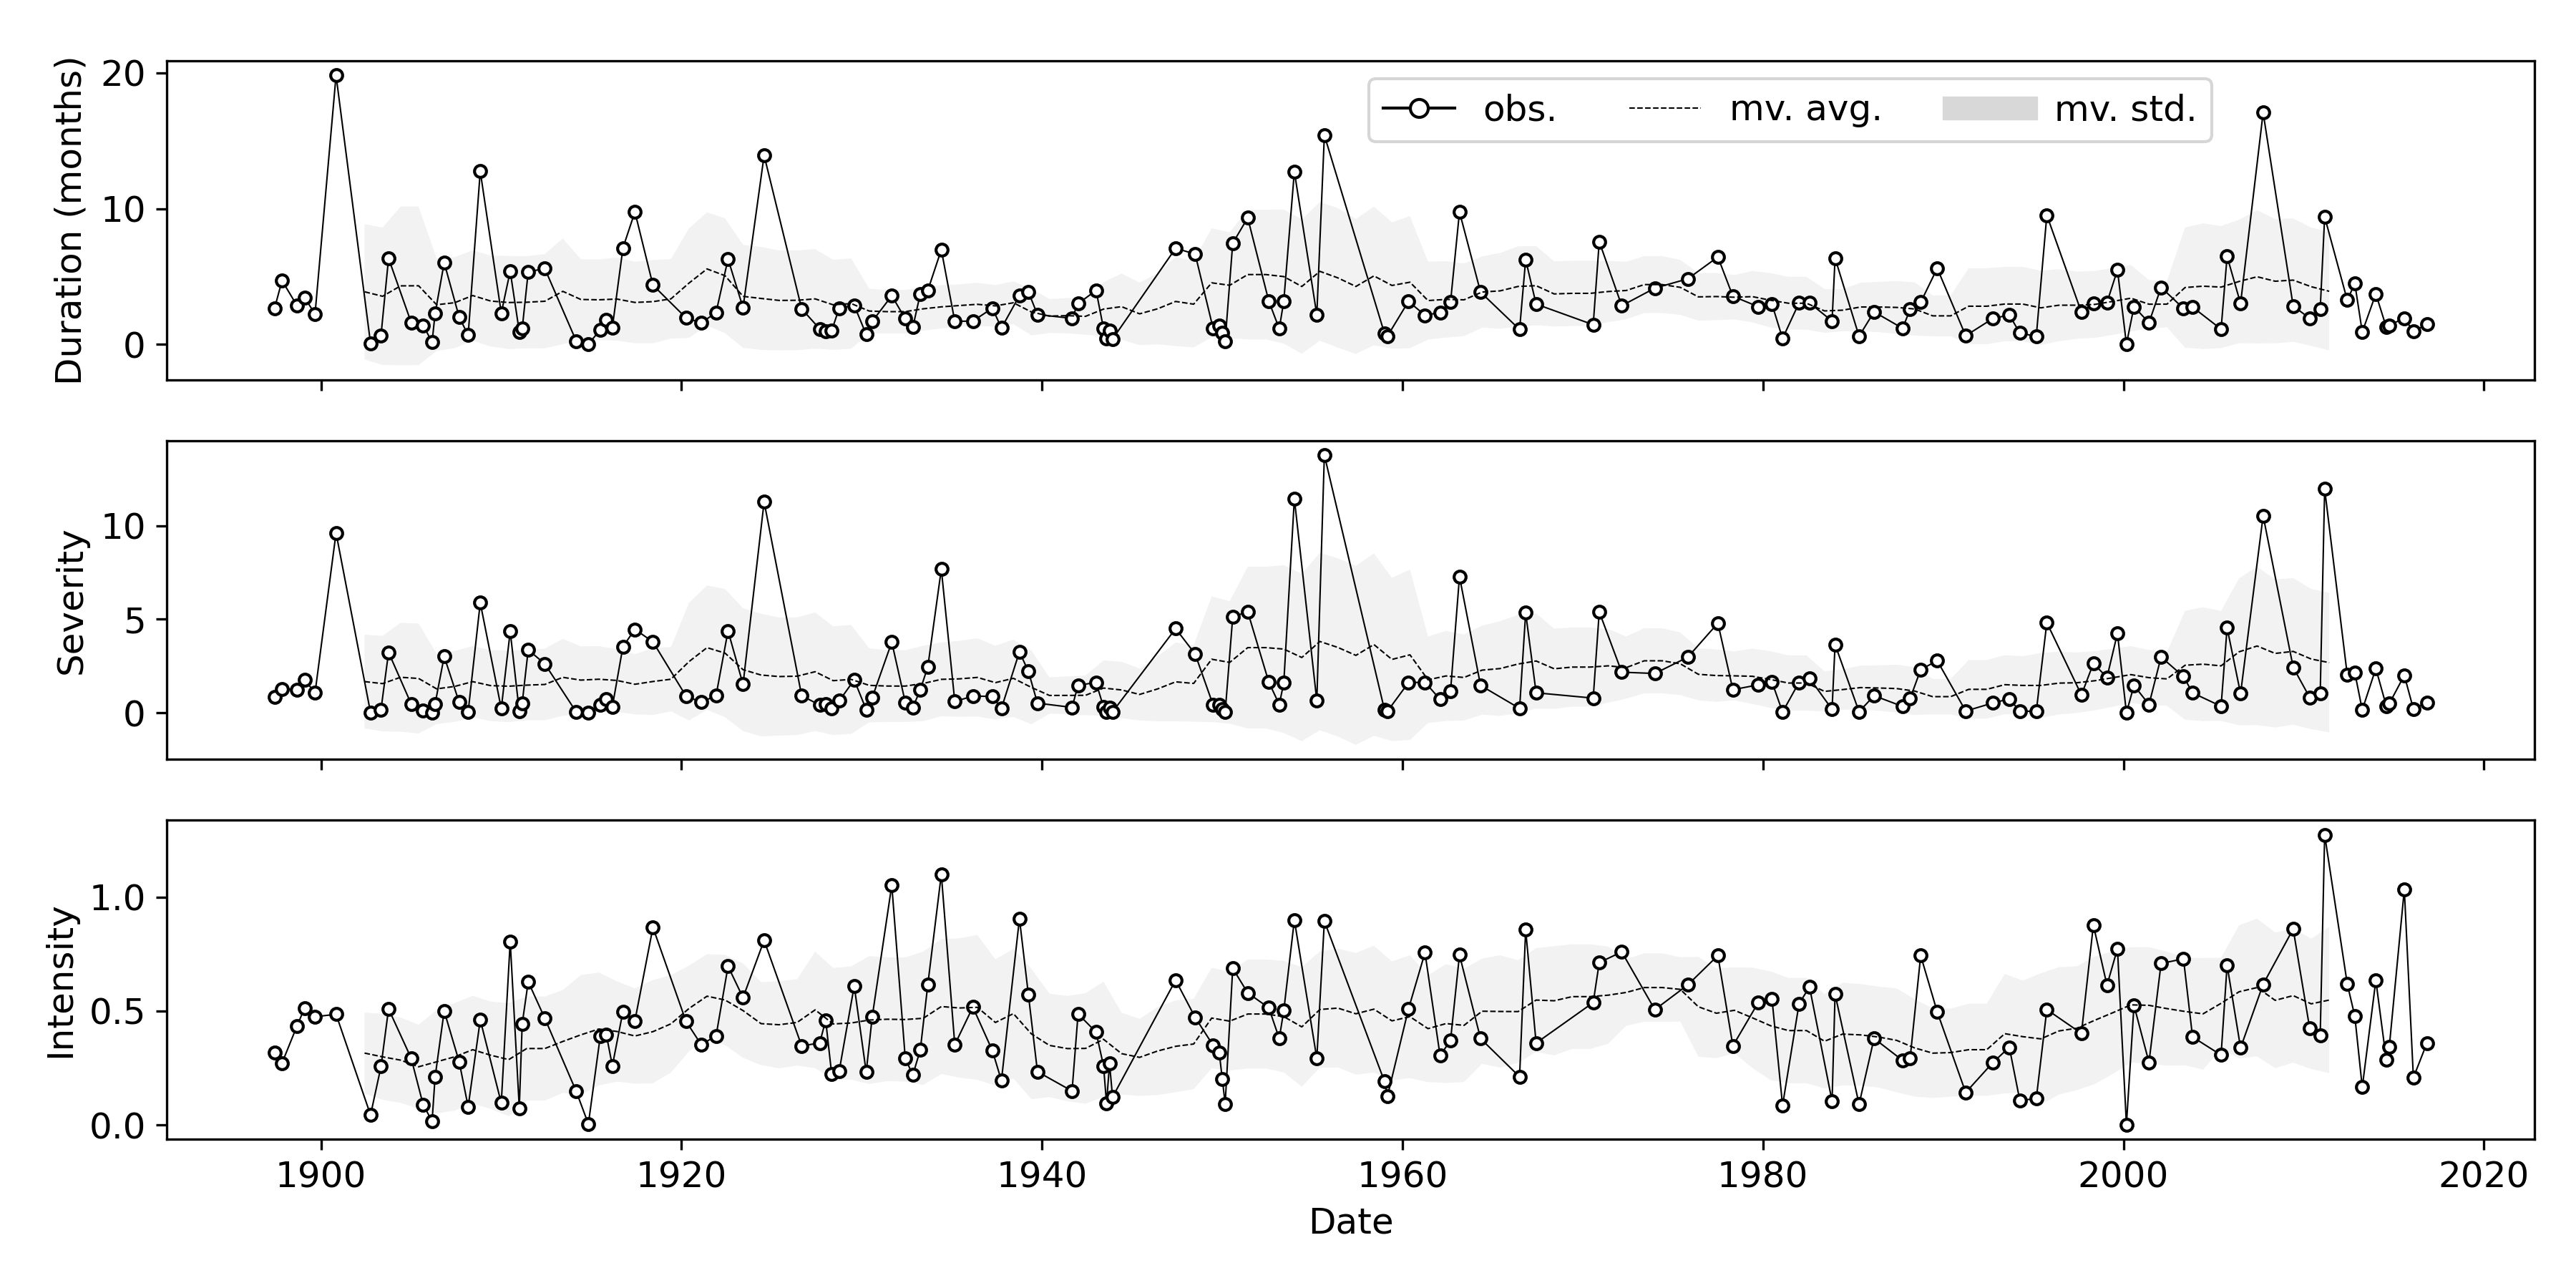 20
10
0
Duration (months)
obs.
mv. avg.
mv. std.
10
5
0
Severity
1.0
0.5
0.0
Intensity
1900 1920 1940 1960 1980 2000 2020
Date